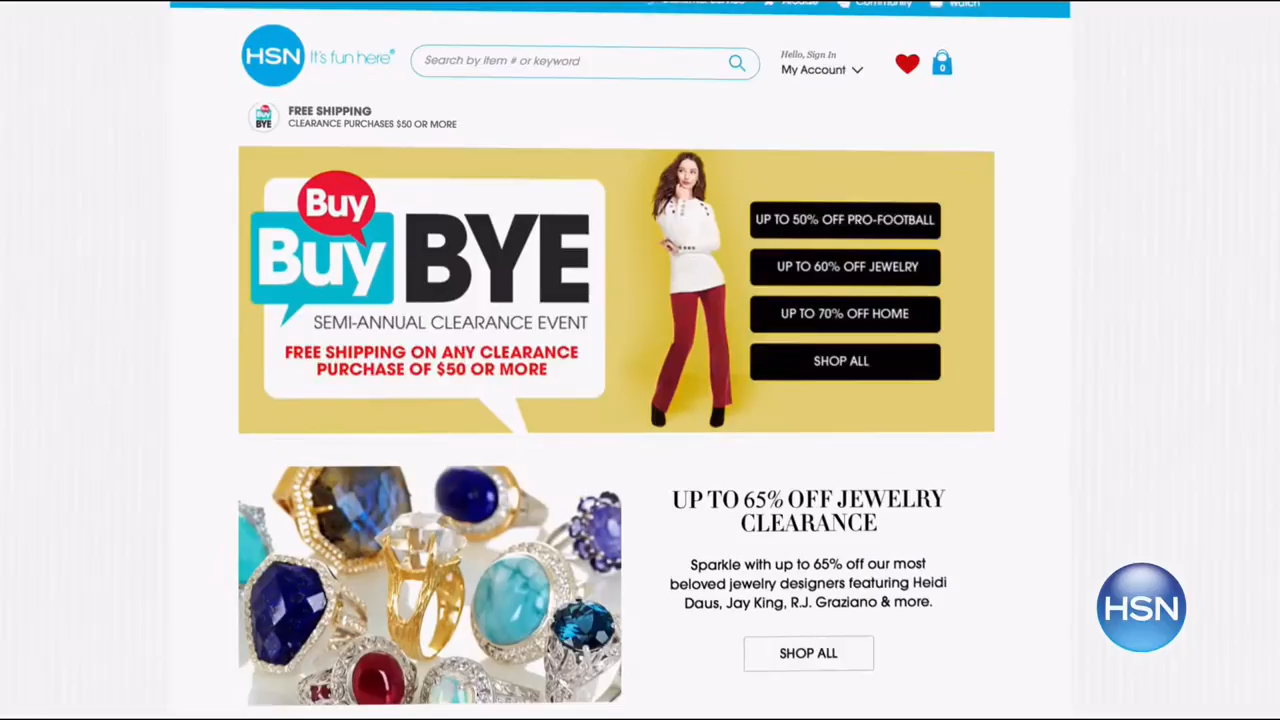 Community
Watch
HSN It's fun here®
Search by item # or keyword
Hello, Sign In
My Account
0
Buy
BYE
FREE SHIPPING
CLEARANCE PURCHASES $50 OR MORE
Buy
Buy BYE
SEMI-ANNUAL CLEARANCE EVENT
FREE SHIPPING ON ANY CLEARANCE
PURCHASE OF $50 OR MORE
UP TO 50% OFF PRO-FOOTBALL
UP TO 60% OFF JEWELRY
UP TO 70% OFF HOME
SHOP ALL
UP TO 65% OFF JEWELRY
CLEARANCE
Sparkle with up to 65% off our most
beloved jewelry designers featuring Heidi
Daus, Jay King, R.J. Graziano & more.
SHOP ALL
HSN